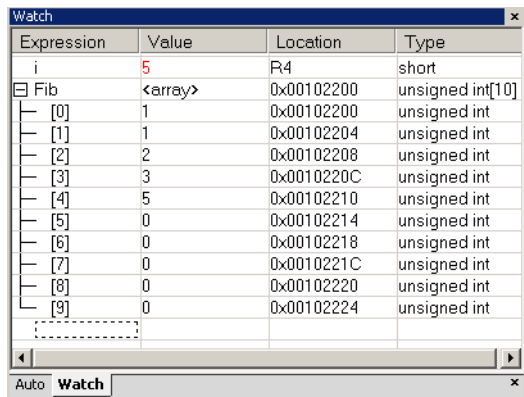 Watch
Expression Value Location Type
i 5 R4 short
Fib <array> 0x00102200 unsigned int[10]
[0] 1 0x00102200 unsigned int
[1] 1 0x00102204 unsigned int
[2] 2 0x00102208 unsigned int
[3] 3 0x0010220C unsigned int
[4] 5 0x00102210 unsigned int
[5] 0 0x00102214 unsigned int
[6] 0 0x00102218 unsigned int
[7] 0 0x0010221C unsigned int
[8] 0 0x00102220 unsigned int
[9] 0 0x00102224 unsigned int
Auto Watch